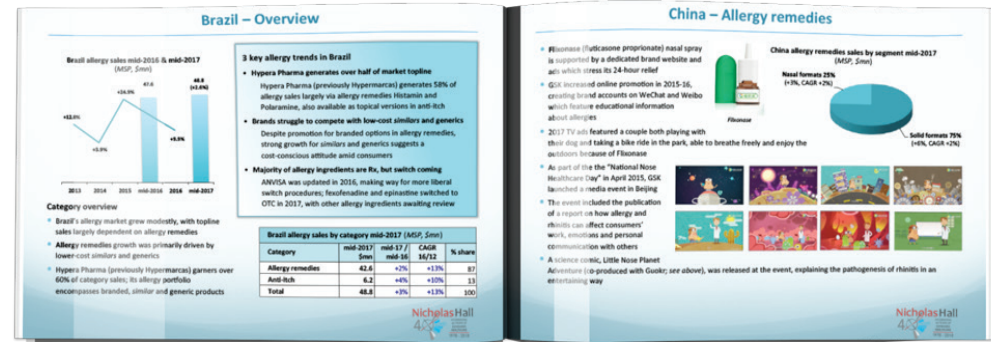 Brazil – Overview
Brazil allergy sales mid-2016 & mid-2017
(MSP, $mn)
48.8
(+2.6%)
47.6
+14.9%
+12.0%
+3.9%
+5.5%
2013 2014 2015 mid-2016 2016 mid-2017
Category overview
Brazil's allergy market grew modestly, with topline
sales largely dependent on allergy remedies
Allergy remedies growth was primarily driven by
lower-cost similars and generics
Hypera Pharma (previously Hypermarcas) garners over
60% of category sales; its allergy portfolio
encompasses branded, similar and generic products
3 key allergy trends in Brazil
• Hypera Pharma generates over half of market topline
Hypera Pharma (previously Hypermarcas) generates 58% of
allergy sales largely via allergy remedies Histamin and
Polaramine, also available as topical versions in anti-itch
• Brands struggle to compete with low-cost similars and generics
Despite promotion for branded options in allergy remedies,
strong growth for similars and generics suggests a
cost-conscious attitude amid consumers
• Majority of allergy ingredients are Rx, but switch coming
ANVISA was updated in 2016, making way for more liberal
switch procedures; fexofenadine and epinastine switched to
OTC in 2017, with other allergy ingredients awaiting review
Brazil allergy sales by category mid-2017 (MSP, $mn)
Category mid-2017 $mn mid-17 / mid-16 CAGR 16/12 % share
Allergy remedies 42.6 +2% +13% 87
Anti-itch 6.2 +4% +10% 13
Total 48.8 +3% +13% 100
Nicholas Hall
China – Allergy remedies
Flixonase (fluticasone proprionate) nasal spray
is supported by a dedicated brand website and
ads which stress its 24-hour relief
GSK increased online promotion in 2015-16,
creating brand accounts on WeChat and Weibo
which feature educational information
about allergies
2017 TV ads featured a couple both playing with
their dog and taking a bike ride in the park, able to breathe freely and enjoy the
outdoors because of Flixonase
As part of the the "National Nose
Healthcare Day" in April 2015, GSK
launched a media event in Beijing
The event included the publication
of a report on how allergy and
rhinitis can affect consumers'
work, emotions and personal
communication with others
A science comic, Little Nose Planet
Adventure (co-produced with Guokr; see above), was released at the event, explaining the pathogenesis of rhinitis in an
entertaining way
Flixonase
China allergy remedies sales by segment mid-2017
(MSP, $mn)
Nasal formats 25%
(+3%, CAGR +2%)
Solid formats 75%
(+6%, CAGR +2%)
Nicholas Hall